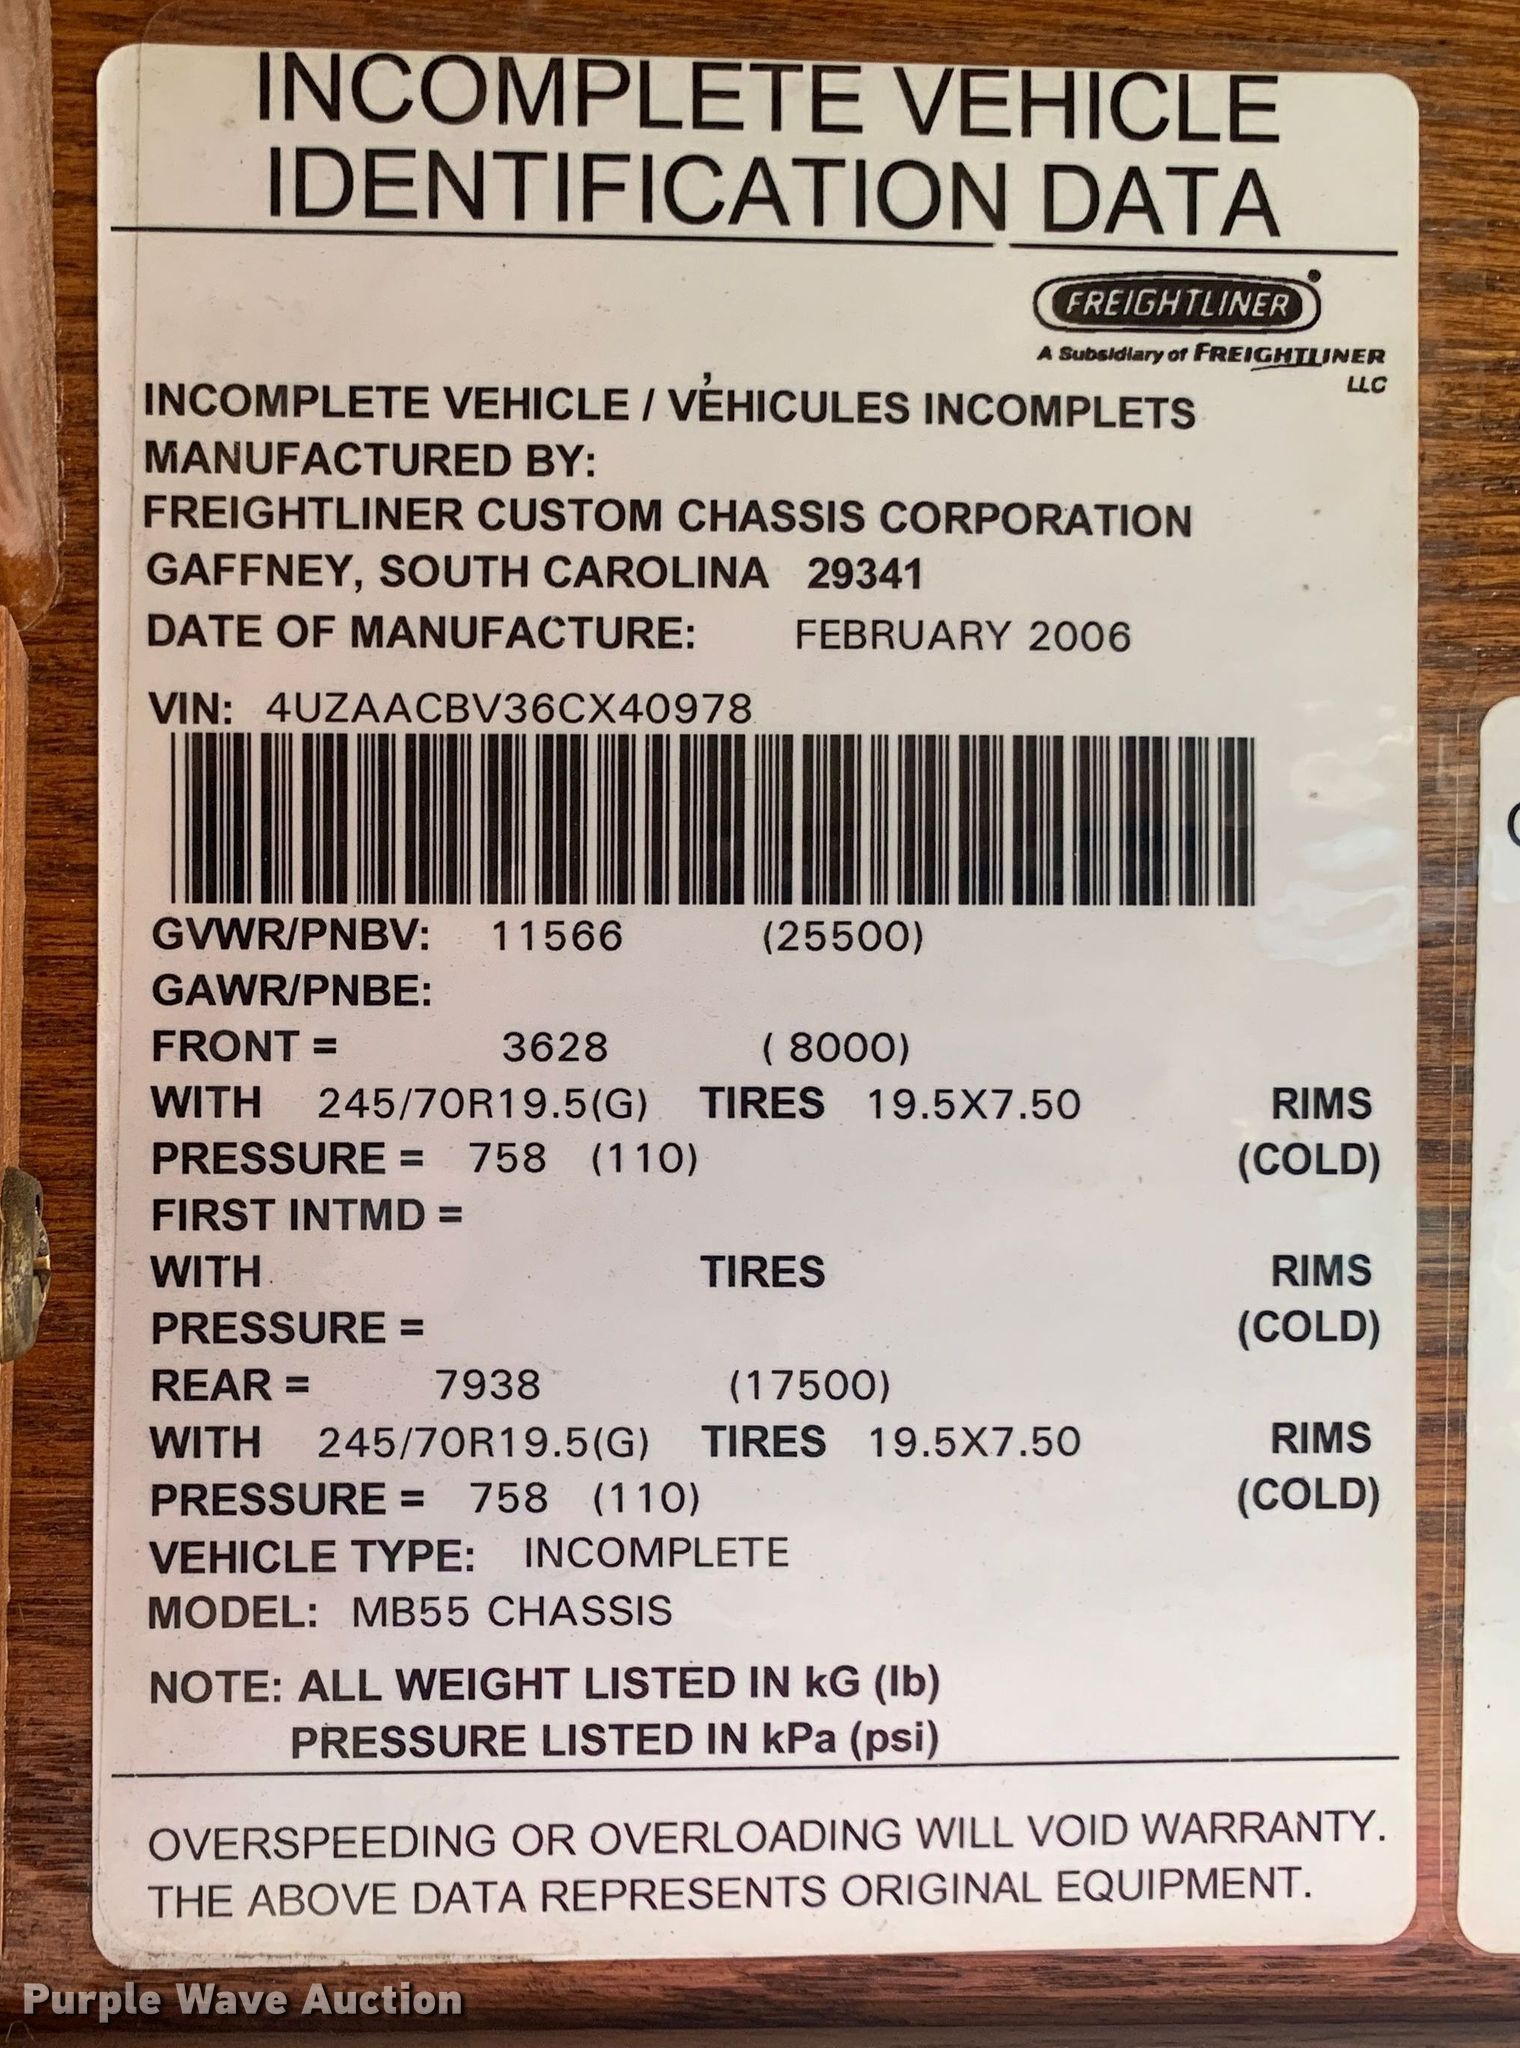 INCOMPLETE VEHICLE
IDENTIFICATION DATA
FREIGHTLINER
A Subsidiary of FREIGHTLINER
LLC
INCOMPLETE VEHICLE / VÉHICULES INCOMPLETS
MANUFACTURED BY:
FREIGHTLINER CUSTOM CHASSIS CORPORATION
GAFFNEY, SOUTH CAROLINA 29341
DATE OF MANUFACTURE: FEBRUARY 2006
VIN: 4UZAACBV36CX40978
GVWR/PNBV: 11566 (25500)
GAWR/PNBE:
FRONT = 3628 ( 8000)
WITH 245/70R19.5(G) TIRES 19.5X7.50 RIMS
PRESSURE = 758 (110) (COLD)
FIRST INTMD =
WITH TIRES RIMS
PRESSURE = (COLD)
REAR = 7938 (17500)
WITH 245/70R19.5(G) TIRES 19.5X7.50 RIMS
PRESSURE = 758 (110) (COLD)
VEHICLE TYPE: INCOMPLETE
MODEL: MB55 CHASSIS
NOTE: ALL WEIGHT LISTED IN kG (lb)
PRESSURE LISTED IN kPa (psi)
OVERSPEEDING OR OVERLOADING WILL VOID WARRANTY.
THE ABOVE DATA REPRESENTS ORIGINAL EQUIPMENT.
Purple Wave Auction